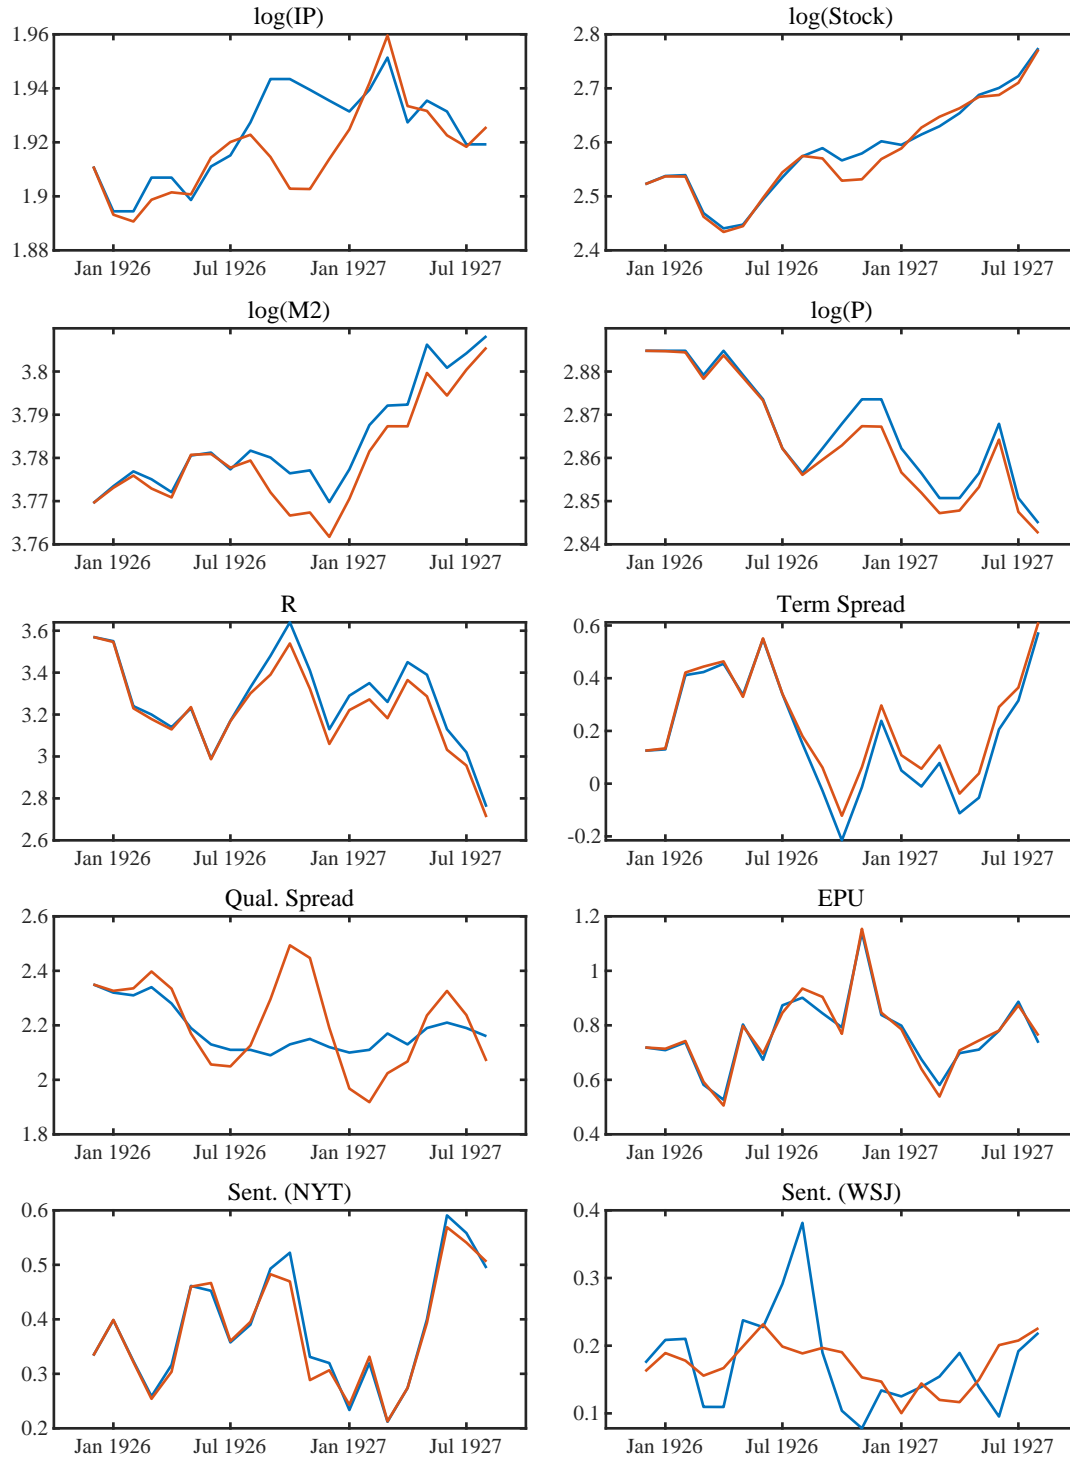 log(IP)
1.96
1.94
1.92
1.9
1.88
Jan 1926 Jul 1926 Jan 1927 Jul 1927
log(Stock)
2.8
2.7
2.6
2.5
2.4
Jan 1926 Jul 1926 Jan 1927 Jul 1927
log(M2)
3.8
3.79
3.78
3.77
3.76
Jan 1926 Jul 1926 Jan 1927 Jul 1927
log(P)
2.88
2.87
2.86
2.85
2.84
Jan 1926 Jul 1926 Jan 1927 Jul 1927
R
3.6
3.4
3.2
3
2.8
2.6
Jan 1926 Jul 1926 Jan 1927 Jul 1927
Term Spread
0.6
0.4
0.2
0
-0.2
Jan 1926 Jul 1926 Jan 1927 Jul 1927
Qual. Spread
2.6
2.4
2.2
2
1.8
Jan 1926 Jul 1926 Jan 1927 Jul 1927
EPU
1.2
1
0.8
0.6
0.4
Jan 1926 Jul 1926 Jan 1927 Jul 1927
Sent. (NYT)
0.6
0.5
0.4
0.3
0.2
Jan 1926 Jul 1926 Jan 1927 Jul 1927
Sent. (WSJ)
0.4
0.3
0.2
0.1
Jan 1926 Jul 1926 Jan 1927 Jul 1927